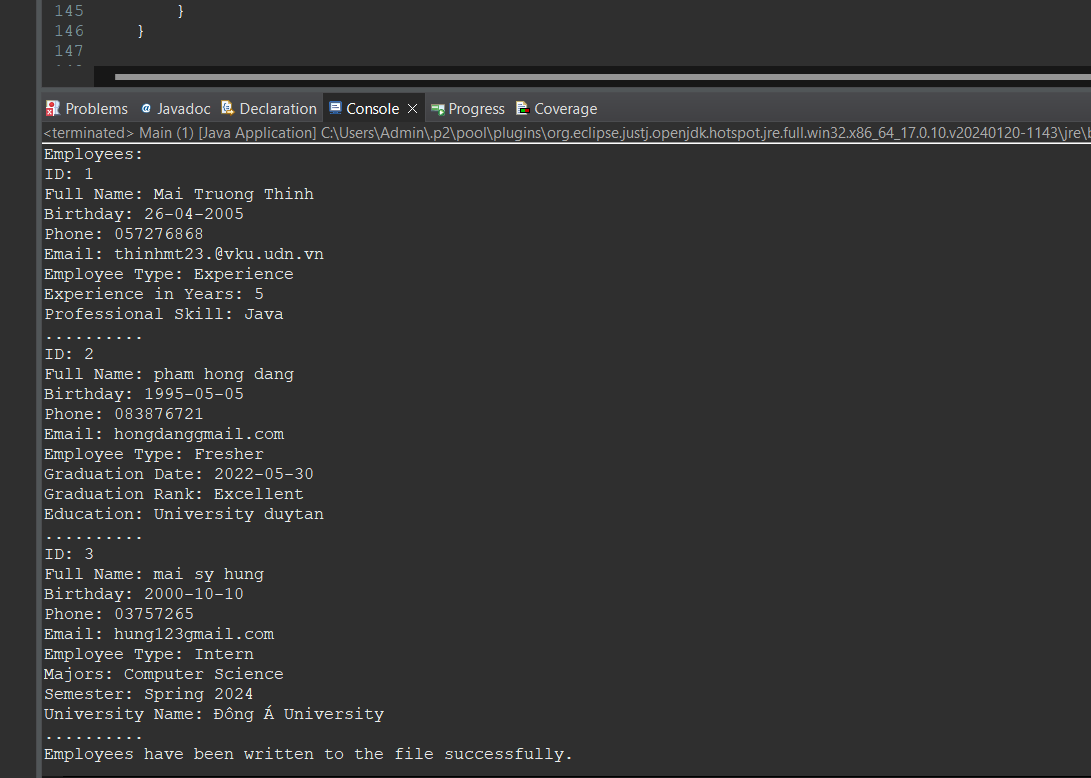 145 }
146 }
147
Problems Javadoc Declaration Console Progress Coverage
<terminated> Main (1) [Java Application] C:\Users\Admin\.p2\pool\plugins\org.eclipse.justj.openjdk.hotspot.jre.full.win32.x86_64_17.0.10.v20240120-1143\jre\b
Employees:
ID: 1
Full Name: Mai Truong Thinh
Birthday: 26-04-2005
Phone: 057276868
Email: thinhmt23.@vku.udn.vn
Employee Type: Experience
Experience in Years: 5
Professional Skill: Java
..........
ID: 2
Full Name: pham hong dang
Birthday: 1995-05-05
Phone: 083876721
Email: hongdanggmail.com
Employee Type: Fresher
Graduation Date: 2022-05-30
Graduation Rank: Excellent
Education: University duytan
..........
ID: 3
Full Name: mai sy hung
Birthday: 2000-10-10
Phone: 03757265
Email: hung123gmail.com
Employee Type: Intern
Majors: Computer Science
Semester: Spring 2024
University Name: Đông Á University
..........
Employees have been written to the file successfully.